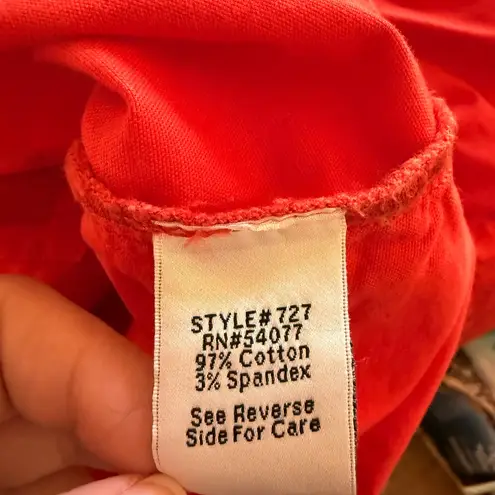 STYLE# 727
RN#54077
97% Cotton
3% Spandex
See Reverse
Side For Care